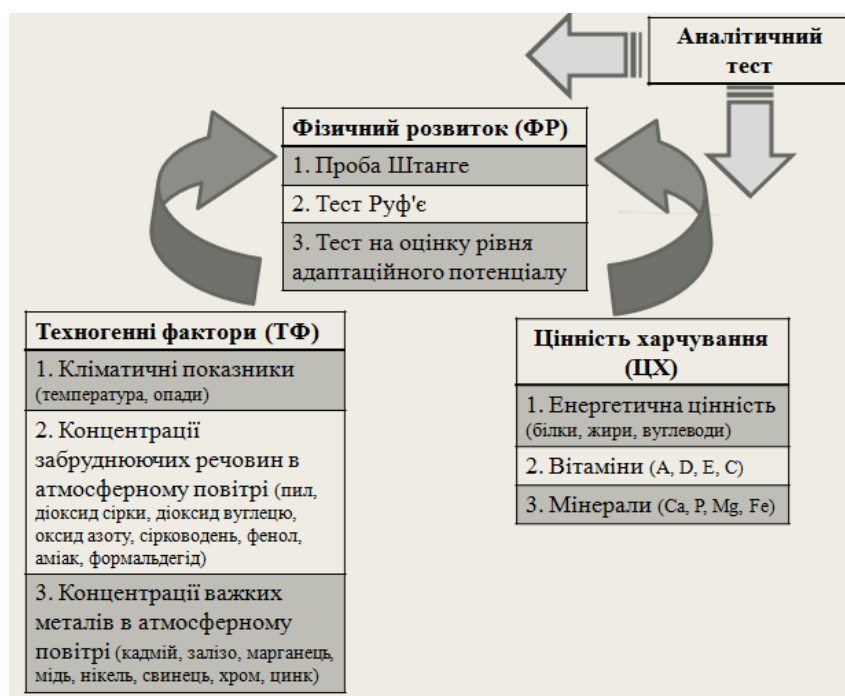 Аналітичний
тест
Фізичний розвиток (ФР)
1. Проба Штанге
2. Тест Руф'є
3. Тест на оцінку рівня
адаптаційного потенціалу
Техногенні фактори (ТФ)
1. Кліматичні показники
(температура, опади)
2. Концентрації
забруднюючих речовин в
атмосферному повітрі (пил,
діоксид сірки, діоксид вуглецю,
оксид азоту, сірководень, фенол,
аміак, формальдегід)
3. Концентрації важких
металів в атмосферному
повітрі (кадмій, залізо, марганець,
мідь, нікель, свинець, хром, цинк)
Цінність харчування
(ЦХ)
1. Енергетична цінність
(білки, жири, вуглеводи)
2. Вітаміни (A, D, E, C)
3. Мінерали (Ca, P, Mg, Fe)